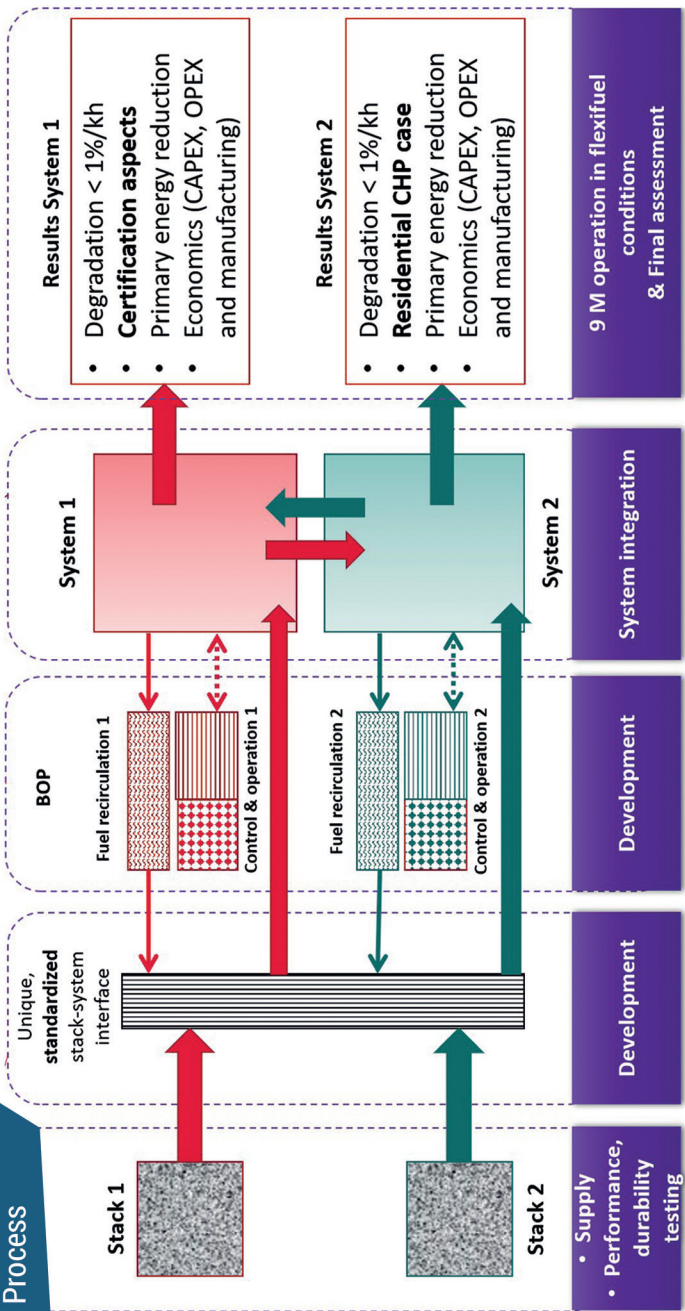 Process
Stack 1
Stack 2
• Supply
• Performance,
durability
testing
Unique,
standardized
stack-system
interface
Development
BOP
Fuel recirculation 1
Control & operation 1
Fuel recirculation 2
Control & operation 2
Development
System 1
System 2
System integration
Results System 1
• Degradation < 1%/kh
• Certification aspects
• Primary energy reduction
• Economics (CAPEX, OPEX
and manufacturing)
Results System 2
• Degradation < 1%/kh
• Residential CHP case
• Primary energy reduction
• Economics (CAPEX, OPEX
and manufacturing)
9 M operation in flexifuel
conditions
& Final assessment